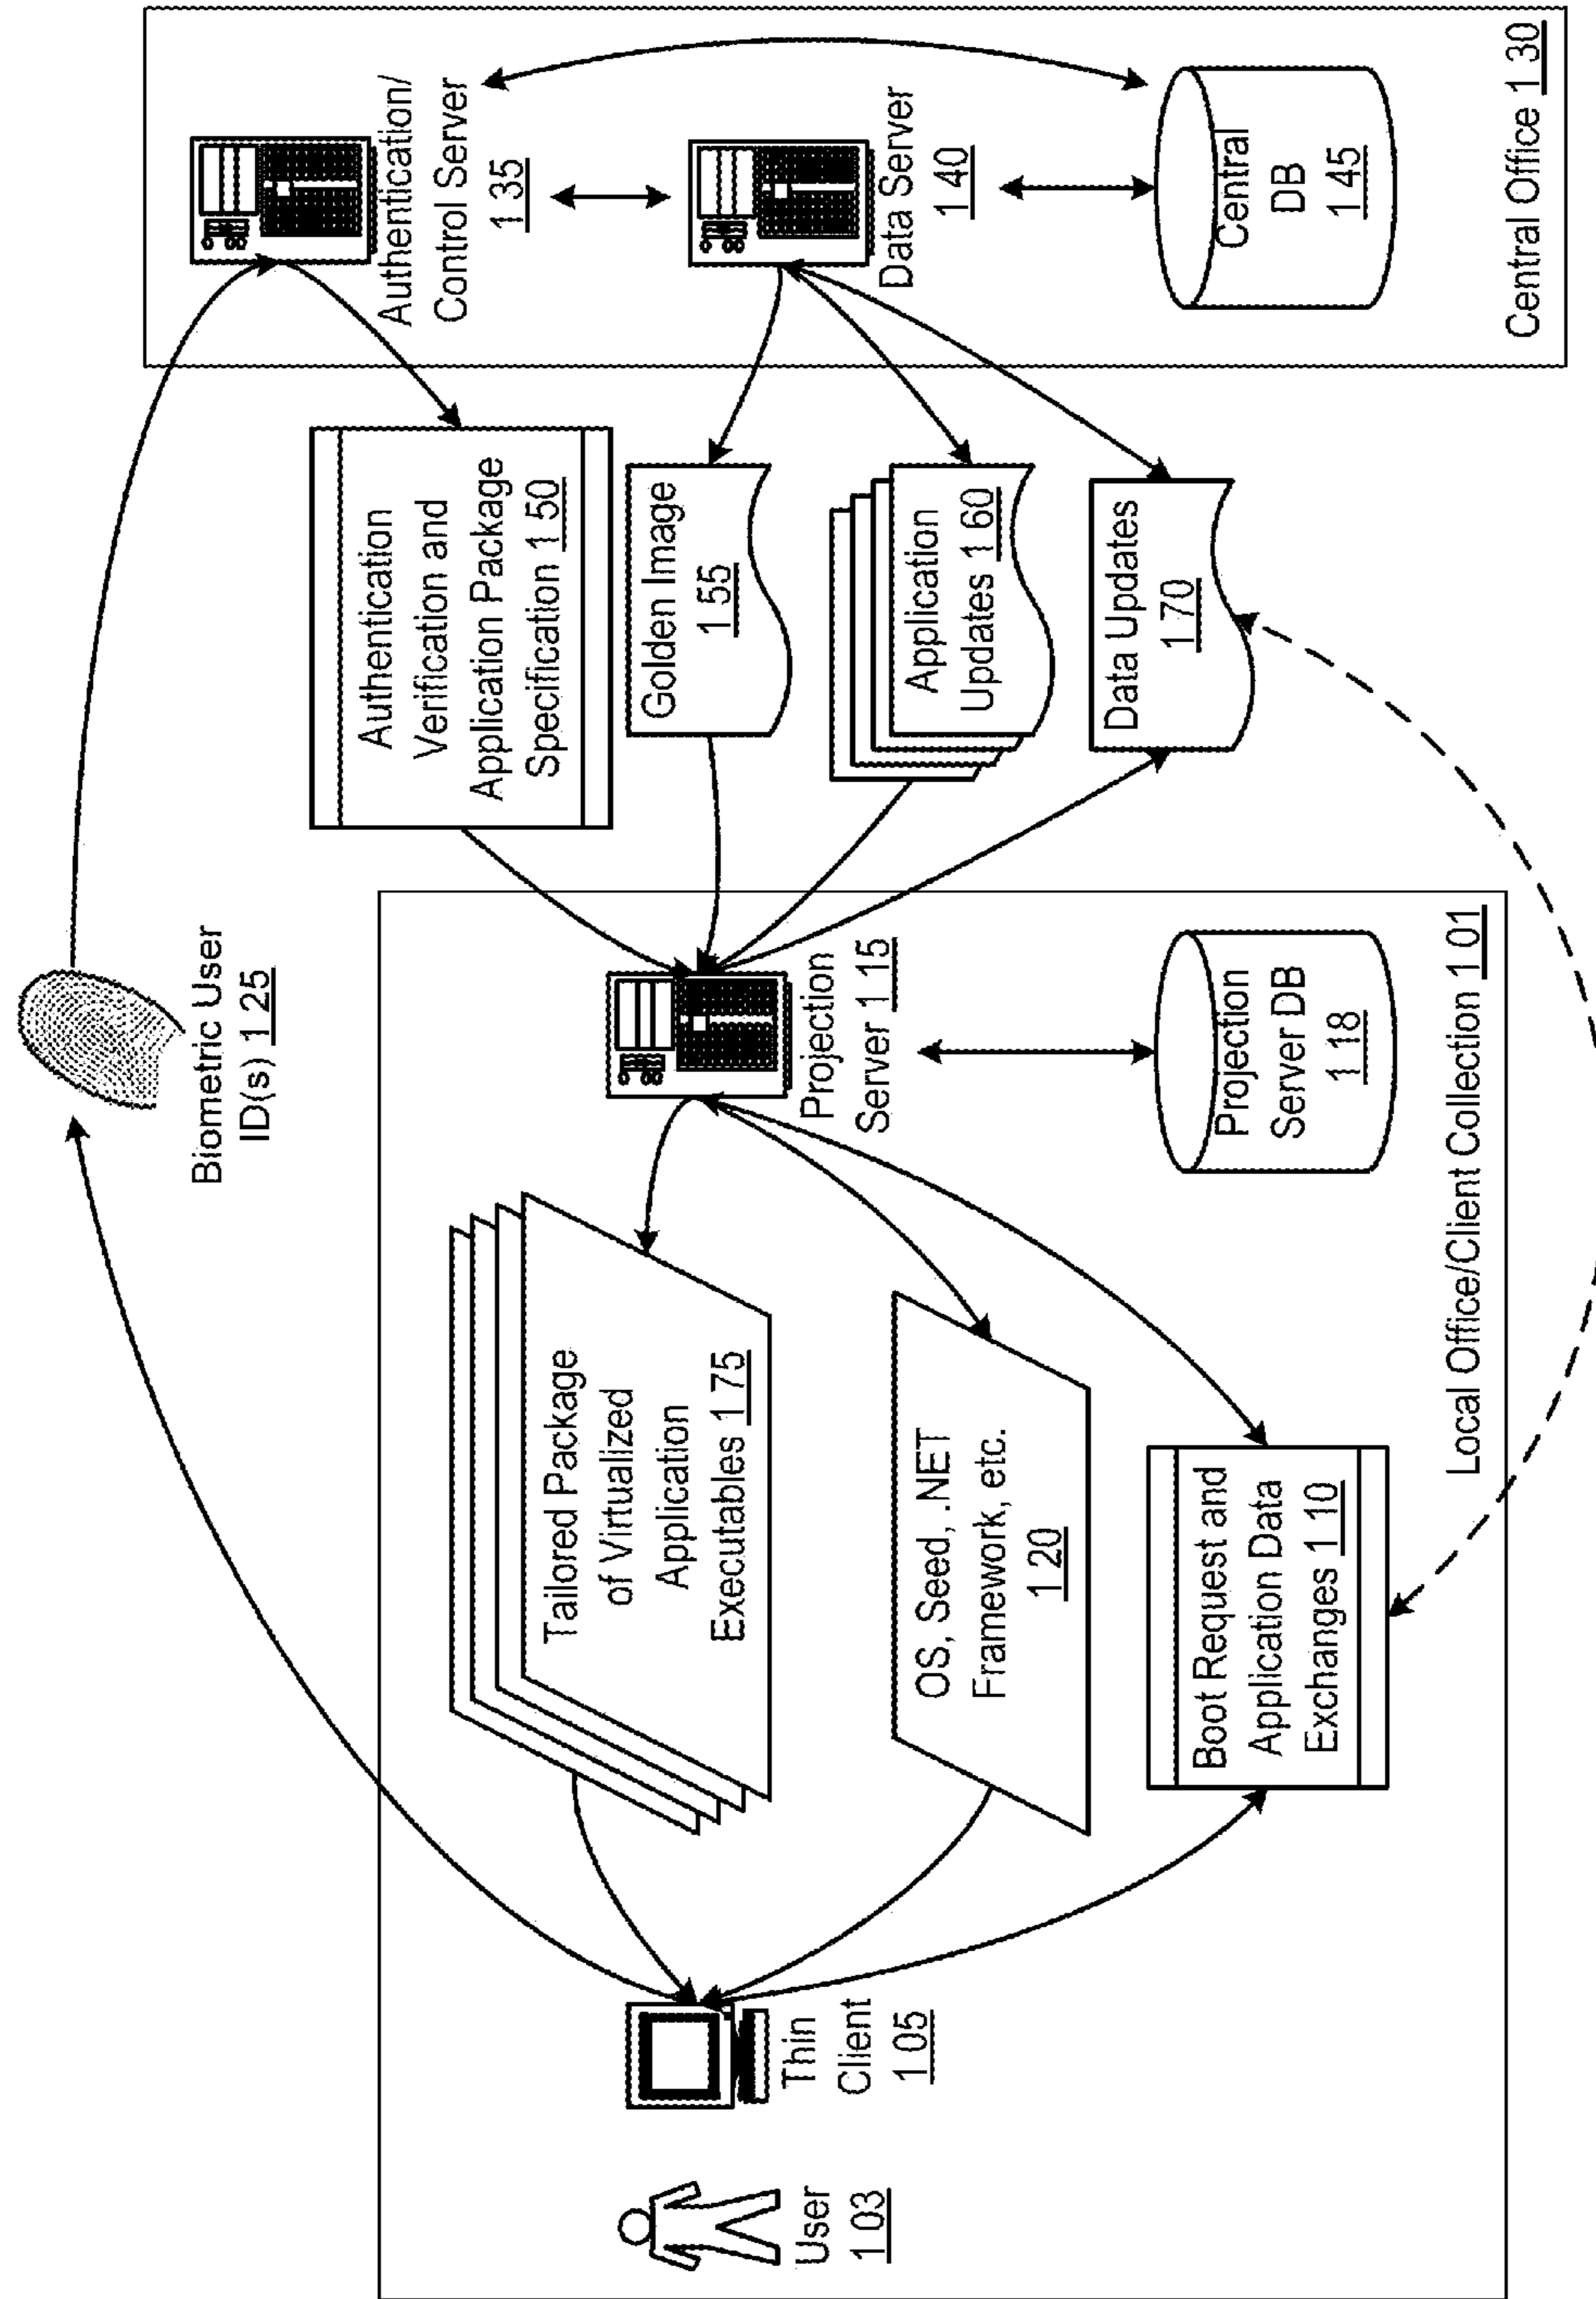 Biometric User
ID(s) 125
User
103
Thin
Client
105
Tailored Package
of Virtualized
Application
Executables 175
OS, Seed, .NET
Framework, etc.
120
Boot Request and
Application Data
Exchanges 110
Projection
Server 115
Projection
Server DB
118
Local Office/Client Collection 101
Authentication
Verification and
Application Package
Specification 150
Golden Image
155
Application
Updates 160
Data Updates
170
Authentication/
Control Server
135
Data Server
140
Central
DB
145
Central Office 130